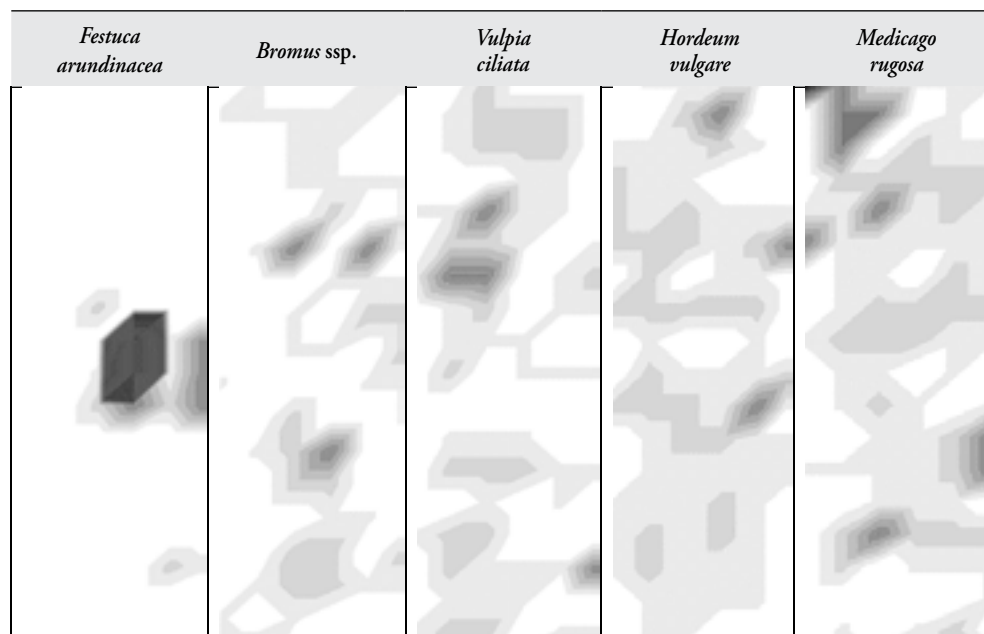 Festuca
arundinacea
Bromus ssp.
Vulpia
ciliata
Hordeum
vulgare
Medicago
rugosa